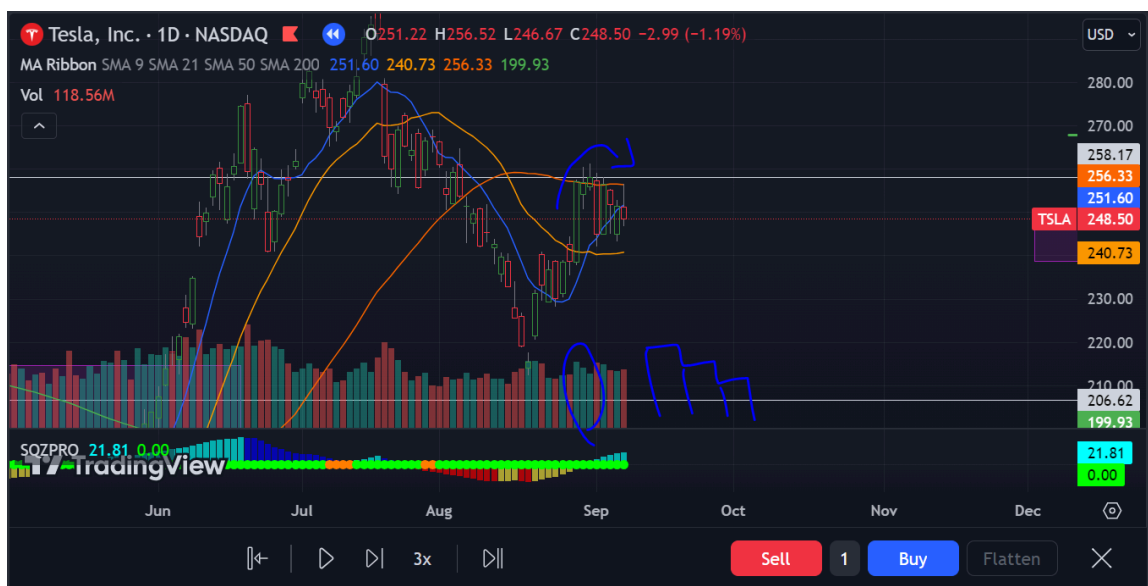 Tesla, Inc. · 1D · NASDAQ O251.22 H256.52 L246.67 C248.50 −2.99 (−1.19%)
USD
MA Ribbon SMA 9 SMA 21 SMA 50 SMA 200 251.60 240.73 256.33 199.93
Vol 118.56M
280.00
270.00
258.17
256.33
251.60
TSLA 248.50
240.73
230.00
220.00
210.00
206.62
199.93
SQZPRO 21.81 0.00
TradingView
21.81
0.00
Jun Jul Aug Sep Oct Nov Dec
3x Sell 1 Buy Flatten